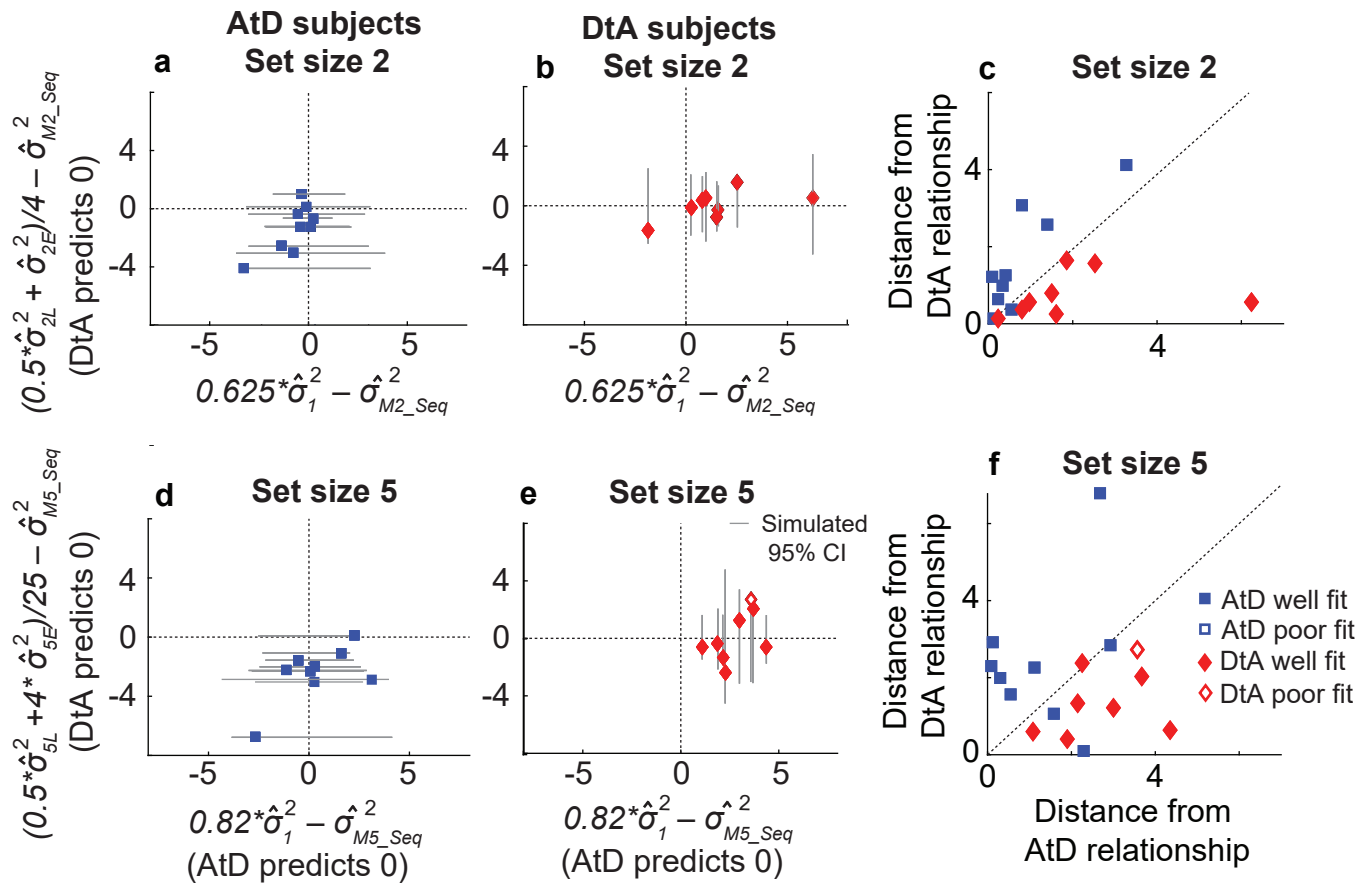 AtD subjects
Set size 2
a
DtA subjects
Set size 2
b
c Set size 2
(0.5*σ̂²2L + σ̂²2E)/4 – σ̂²M2_Seq
(DtA predicts 0)
4
0
-4
-5 0 5
0.625*σ̂²1 – σ̂²M2_Seq
4
0
-4
-5 0 5
0.625*σ̂²1 – σ̂²M2_Seq
Distance from
DtA relationship
4
0
0 4
d Set size 5
e Set size 5
f Set size 5
(0.5*σ̂²5L +4* σ̂²5E)/25 – σ̂²M5_Seq
(DtA predicts 0)
4
0
-4
-5 0 5
0.82*σ̂²1 – σ̂²M5_Seq
(AtD predicts 0)
Simulated
95% CI
4
0
-4
-5 0 5
0.82*σ̂²1 – σ̂²M5_Seq
(AtD predicts 0)
Distance from
DtA relationship
4
0
0 4
Distance from
AtD relationship
AtD well fit
AtD poor fit
DtA well fit
DtA poor fit